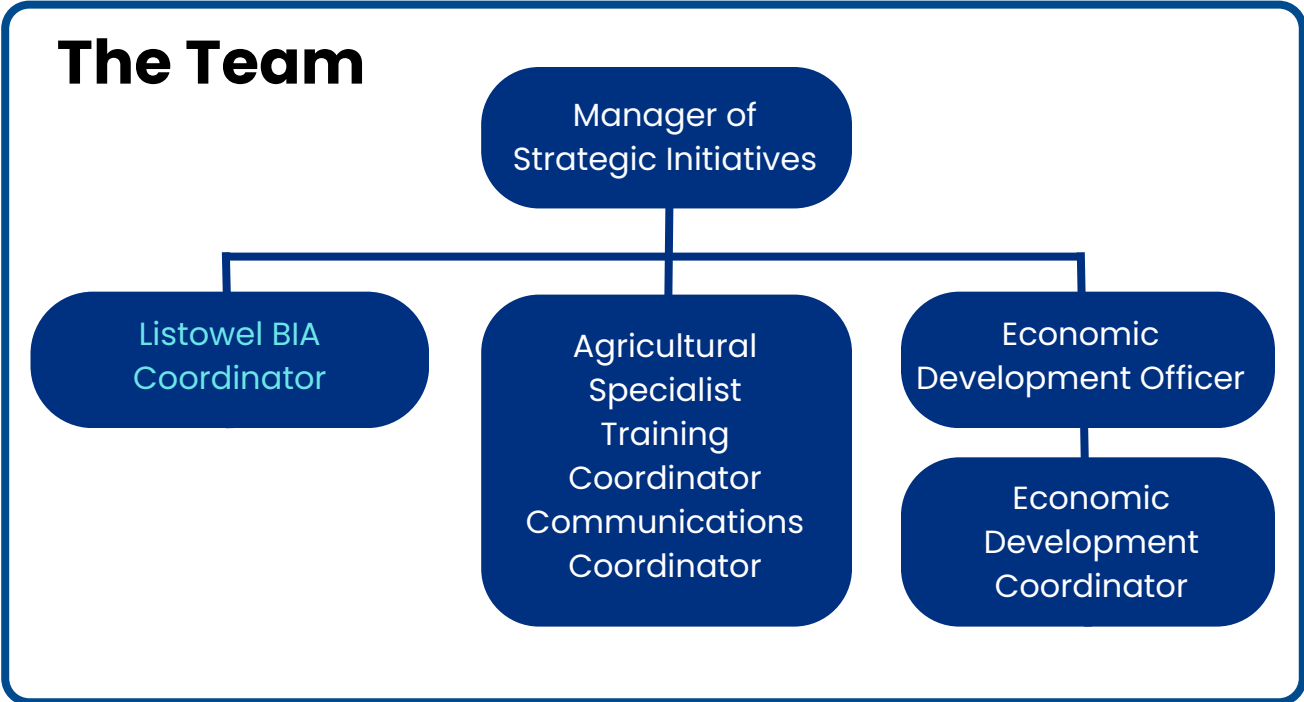 The Team
Manager of
Strategic Initiatives
Listowel BIA
Coordinator
Agricultural
Specialist
Training
Coordinator
Communications
Coordinator
Economic
Development Officer
Economic
Development
Coordinator